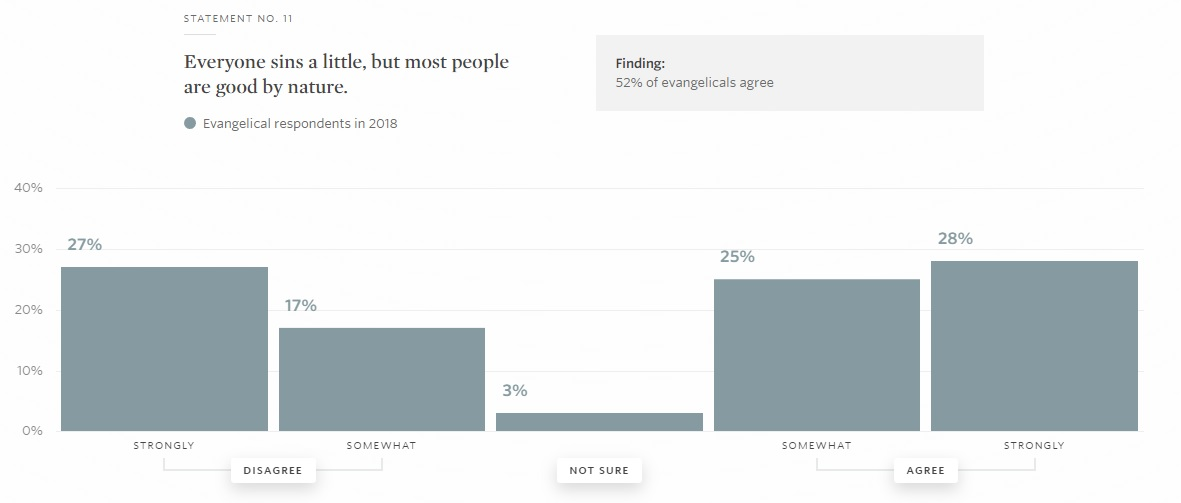 STATEMENT NO. 11
Everyone sins a little, but most people
are good by nature.
Evangelical respondents in 2018
Finding:
52% of evangelicals agree
40%
30%
20%
10%
0%
27%
17%
3%
25%
28%
STRONGLY
SOMEWHAT
SOMEWHAT
STRONGLY
DISAGREE
NOT SURE
AGREE